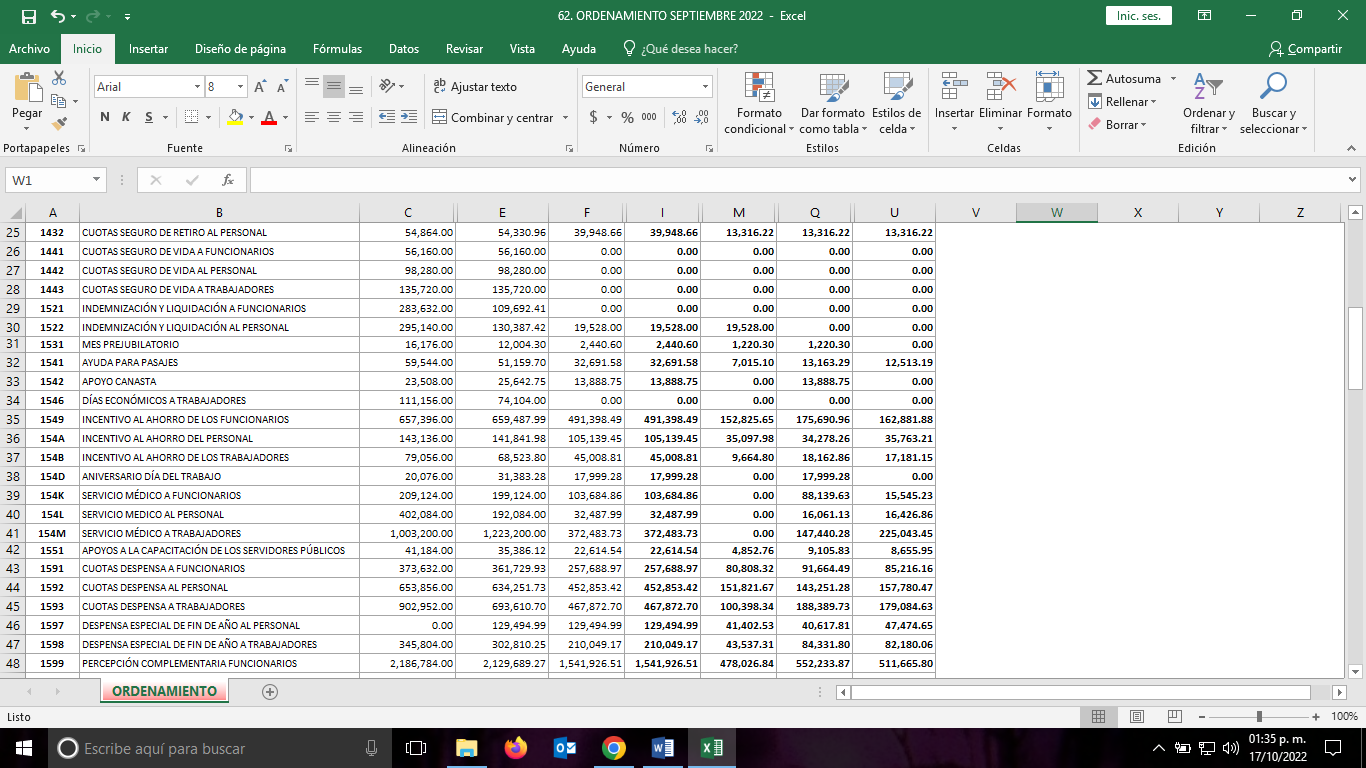 62. ORDENAMIENTO SEPTIEMBRE 2022 - Excel
Inic. ses.
Archivo Inicio Insertar Diseño de página Fórmulas Datos Revisar Vista Ayuda ¿Qué desea hacer? Compartir
Pegar
Arial 8
N K S
Ajustar texto
Combinar y centrar
General
$ % 000
Formato condicional
Dar formato como tabla
Estilos de celda
Insertar Eliminar Formato
Autosuma
Rellenar
Borrar
Ordenar y filtrar
Buscar y seleccionar
Portapapeles Fuente Alineación Número Estilos Celdas Edición
W1 fx
A B C E F I M Q U V W X Y Z
25 1432 CUOTAS SEGURO DE RETIRO AL PERSONAL 54,864.00 54,330.96 39,948.66 39,948.66 13,316.22 13,316.22 13,316.22
26 1441 CUOTAS SEGURO DE VIDA A FUNCIONARIOS 56,160.00 56,160.00 0.00 0.00 0.00 0.00 0.00
27 1442 CUOTAS SEGURO DE VIDA AL PERSONAL 98,280.00 98,280.00 0.00 0.00 0.00 0.00 0.00
28 1443 CUOTAS SEGURO DE VIDA A TRABAJADORES 135,720.00 135,720.00 0.00 0.00 0.00 0.00 0.00
29 1521 INDEMNIZACIÓN Y LIQUIDACIÓN A FUNCIONARIOS 283,632.00 109,692.41 0.00 0.00 0.00 0.00 0.00
30 1522 INDEMNIZACIÓN Y LIQUIDACIÓN AL PERSONAL 295,140.00 130,387.42 19,528.00 19,528.00 19,528.00 0.00 0.00
31 1531 MES PREJUBILATORIO 16,176.00 12,004.30 2,440.60 2,440.60 1,220.30 1,220.30 0.00
32 1541 AYUDA PARA PASAJES 59,544.00 51,159.70 32,691.58 32,691.58 7,015.10 13,163.29 12,513.19
33 1542 APOYO CANASTA 23,508.00 25,642.75 13,888.75 13,888.75 0.00 13,888.75 0.00
34 1546 DÍAS ECONÓMICOS A TRABAJADORES 111,156.00 74,104.00 0.00 0.00 0.00 0.00 0.00
35 1549 INCENTIVO AL AHORRO DE LOS FUNCIONARIOS 657,396.00 659,487.99 491,398.49 491,398.49 152,825.65 175,690.96 162,881.88
36 154A INCENTIVO AL AHORRO DEL PERSONAL 143,136.00 141,841.98 105,139.45 105,139.45 35,097.98 34,278.26 35,763.21
37 154B INCENTIVO AL AHORRO DE LOS TRABAJADORES 79,056.00 68,523.80 45,008.81 45,008.81 9,664.80 18,162.86 17,181.15
38 154D ANIVERSARIO DÍA DEL TRABAJO 20,076.00 31,383.28 17,999.28 17,999.28 0.00 17,999.28 0.00
39 154K SERVICIO MÉDICO A FUNCIONARIOS 209,124.00 199,124.00 103,684.86 103,684.86 0.00 88,139.63 15,545.23
40 154L SERVICIO MEDICO AL PERSONAL 402,084.00 192,084.00 32,487.99 32,487.99 0.00 16,061.13 16,426.86
41 154M SERVICIO MÉDICO A TRABAJADORES 1,003,200.00 1,223,200.00 372,483.73 372,483.73 0.00 147,440.28 225,043.45
42 1551 APOYOS A LA CAPACITACIÓN DE LOS SERVIDORES PÚBLICOS 41,184.00 35,386.12 22,614.54 22,614.54 4,852.76 9,105.83 8,655.95
43 1591 CUOTAS DESPENSA A FUNCIONARIOS 373,632.00 361,729.93 257,688.97 257,688.97 80,808.32 91,664.49 85,216.16
44 1592 CUOTAS DESPENSA AL PERSONAL 653,856.00 634,251.73 452,853.42 452,853.42 151,821.67 143,251.28 157,780.47
45 1593 CUOTAS DESPENSA A TRABAJADORES 902,952.00 693,610.70 467,872.70 467,872.70 100,398.34 188,389.73 179,084.63
46 1597 DESPENSA ESPECIAL DE FIN DE AÑO AL PERSONAL 0.00 129,494.99 129,494.99 129,494.99 41,402.53 40,617.81 47,474.65
47 1598 DESPENSA ESPECIAL DE FIN DE AÑO A TRABAJADORES 345,804.00 302,810.25 210,049.17 210,049.17 43,537.31 84,331.80 82,180.06
48 1599 PERCEPCIÓN COMPLEMENTARIA FUNCIONARIOS 2,186,784.00 2,129,689.27 1,541,926.51 1,541,926.51 478,026.84 552,233.87 511,665.80
ORDENAMIENTO
Listo 100%
Escribe aquí para buscar
01:35 p. m.
17/10/2022